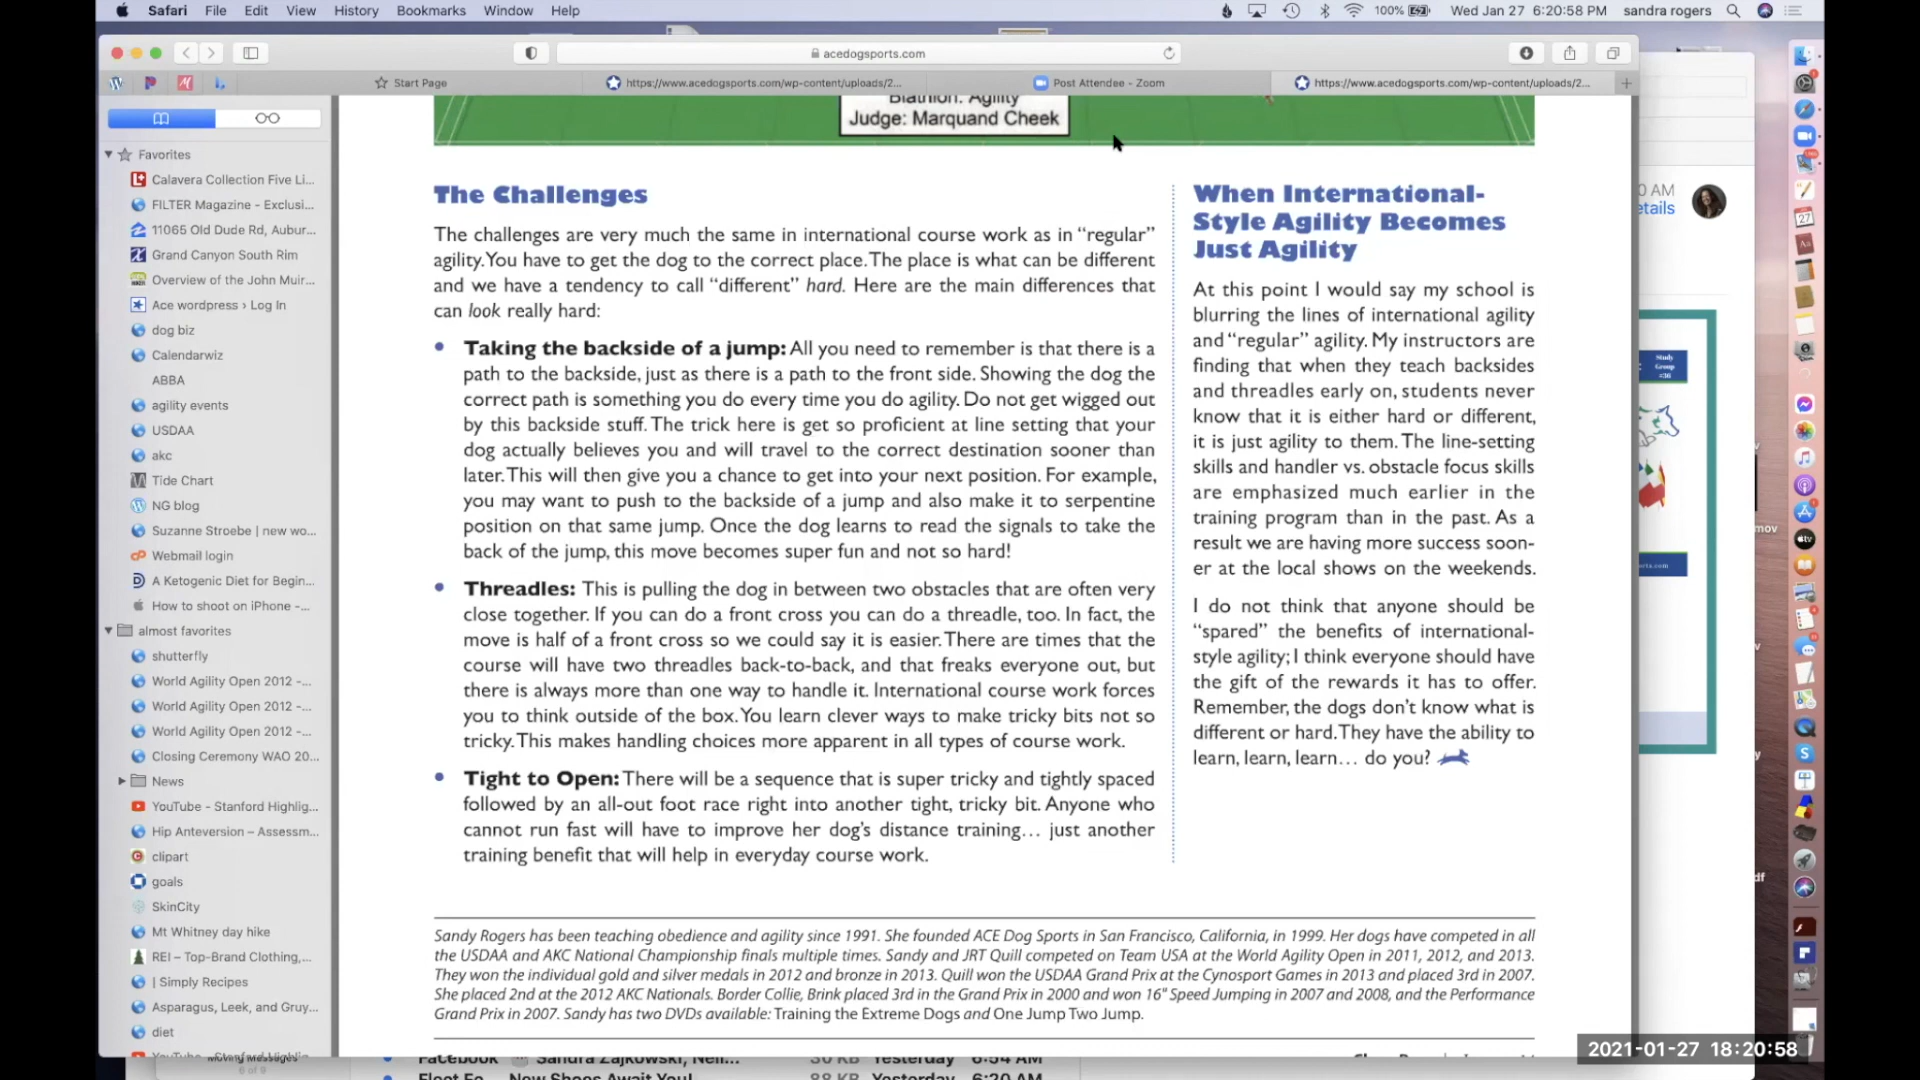 Safari File Edit View History Bookmarks Window Help
100% Wed Jan 27 6:20:58 PM sandra rogers
acedogsports.com
Start Page
https://www.acedogsports.com/wp-content/uploads/2...
Post Attendee - Zoom
https://www.acedogsports.com/wp-content/uploads/2...
Favorites
Calavera Collection Five Li...
FILTER Magazine - Exclusi...
11065 Old Dude Rd, Aubur...
Grand Canyon South Rim
Overview of the John Muir...
Ace wordpress › Log In
dog biz
Calendarwiz
ABBA
agility events
USDAA
akc
Tide Chart
NG blog
Suzanne Stroebe | new wo...
Webmail login
A Ketogenic Diet for Begin...
How to shoot on iPhone -...
almost favorites
shutterfly
World Agility Open 2012 -...
World Agility Open 2012 -...
World Agility Open 2012 -...
Closing Ceremony WAO 20...
News
YouTube - Stanford Highlig...
Hip Anteversion – Assessm...
clipart
goals
SkinCity
Mt Whitney day hike
REI – Top-Brand Clothing,...
| Simply Recipes
Asparagus, Leek, and Gruy...
diet
Biathlon: Agility
Judge: Marquand Cheek
The Challenges
The challenges are very much the same in international course work as in “regular”
agility. You have to get the dog to the correct place. The place is what can be different
and we have a tendency to call “different” hard. Here are the main differences that
can look really hard:
• Taking the backside of a jump: All you need to remember is that there is a
path to the backside, just as there is a path to the front side. Showing the dog the
correct path is something you do every time you do agility. Do not get wigged out
by this backside stuff. The trick here is get so proficient at line setting that your
dog actually believes you and will travel to the correct destination sooner than
later. This will then give you a chance to get into your next position. For example,
you may want to push to the backside of a jump and also make it to serpentine
position on that same jump. Once the dog learns to read the signals to take the
back of the jump, this move becomes super fun and not so hard!
• Threadles: This is pulling the dog in between two obstacles that are often very
close together. If you can do a front cross you can do a threadle, too. In fact, the
move is half of a front cross so we could say it is easier. There are times that the
course will have two threadles back-to-back, and that freaks everyone out, but
there is always more than one way to handle it. International course work forces
you to think outside of the box. You learn clever ways to make tricky bits not so
tricky. This makes handling choices more apparent in all types of course work.
• Tight to Open: There will be a sequence that is super tricky and tightly spaced
followed by an all-out foot race right into another tight, tricky bit. Anyone who
cannot run fast will have to improve her dog’s distance training… just another
training benefit that will help in everyday course work.
When International-
Style Agility Becomes
Just Agility
At this point I would say my school is
blurring the lines of international agility
and “regular” agility. My instructors are
finding that when they teach backsides
and threadles early on, students never
know that it is either hard or different,
it is just agility to them. The line-setting
skills and handler vs. obstacle focus skills
are emphasized much earlier in the
training program than in the past. As a
result we are having more success soon-
er at the local shows on the weekends.
I do not think that anyone should be
“spared” the benefits of international-
style agility; I think everyone should have
the gift of the rewards it has to offer.
Remember, the dogs don’t know what is
different or hard. They have the ability to
learn, learn, learn… do you?
Sandy Rogers has been teaching obedience and agility since 1991. She founded ACE Dog Sports in San Francisco, California, in 1999. Her dogs have competed in all
the USDAA and AKC National Championship finals multiple times. Sandy and JRT Quill competed on Team USA at the World Agility Open in 2011, 2012, and 2013.
They won the individual gold and silver medals in 2012 and bronze in 2013. Quill won the USDAA Grand Prix at the Cynosport Games in 2013 and placed 3rd in 2007.
She placed 2nd at the 2012 AKC Nationals. Border Collie, Brink placed 3rd in the Grand Prix in 2000 and won 16" Speed Jumping in 2007 and 2008, and the Performance
Grand Prix in 2007. Sandy has two DVDs available: Training the Extreme Dogs and One Jump Two Jump.
0 AM
etails
Study
Group
mov
df
6 of 9
Facebook Sandra Zajkowski, Neil... 30 KB Yesterday 6:54 AM
New Shoes Await You! 88 KB Yesterday 6:20 AM
2021-01-27 18:20:58